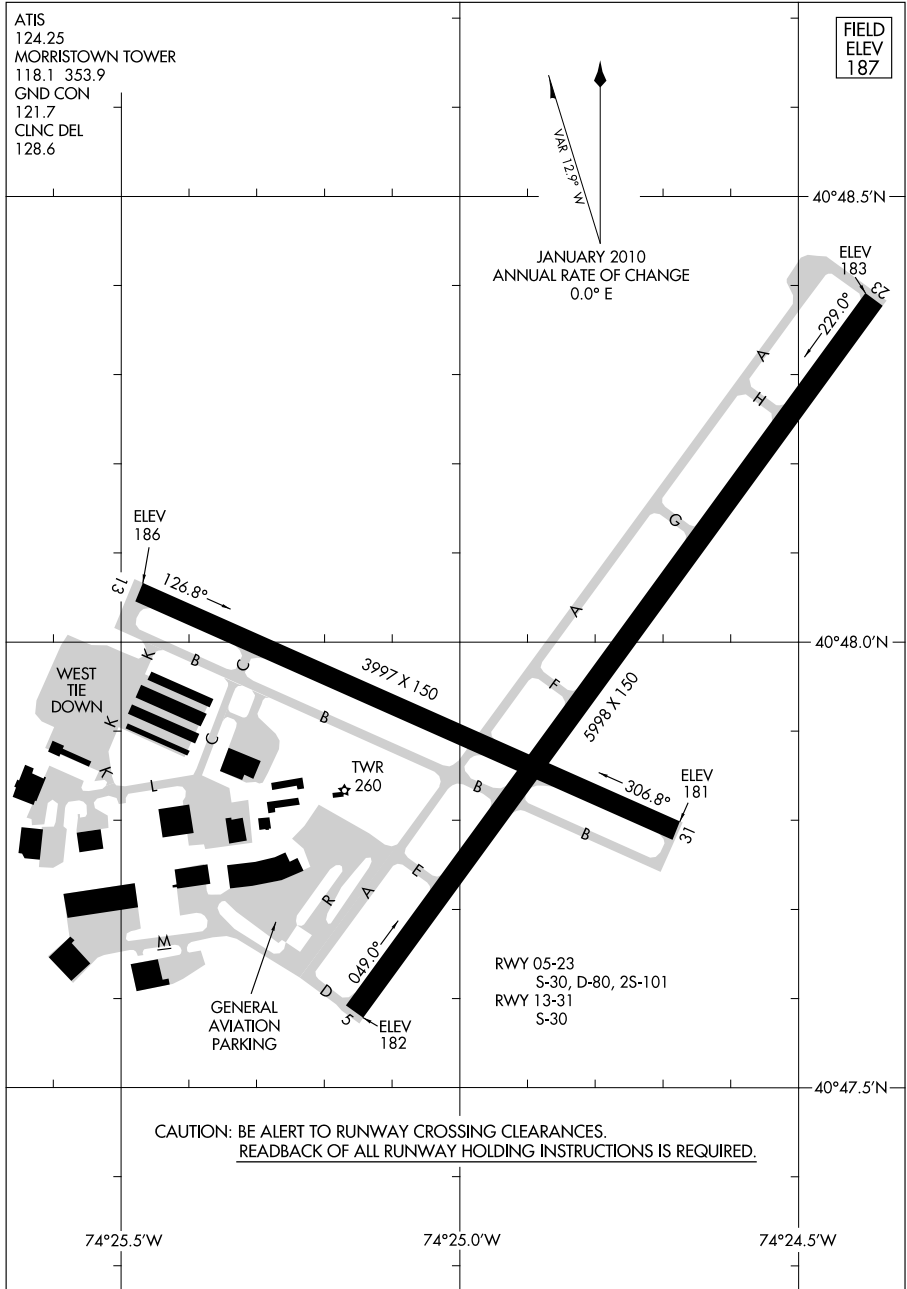 ATIS
124.25
MORRISTOWN TOWER
118.1 353.9
GND CON
121.7
CLNC DEL
128.6
FIELD
ELEV
187
VAR 12.9° W
JANUARY 2010
ANNUAL RATE OF CHANGE
0.0° E
40°48.5'N
ELEV
183
23
229.0°
A
H
G
A
F
5998 X 150
ELEV
186
13
126.8°
3997 X 150
40°48.0'N
WEST
TIE
DOWN
K
B
C
B
K
C
K
L
TWR
260
B
306.8°
ELEV
181
31
B
E
R
A
049.0°
M
D
5
ELEV
182
GENERAL
AVIATION
PARKING
RWY 05-23
S-30, D-80, 2S-101
RWY 13-31
S-30
40°47.5'N
CAUTION: BE ALERT TO RUNWAY CROSSING CLEARANCES.
READBACK OF ALL RUNWAY HOLDING INSTRUCTIONS IS REQUIRED.
74°25.5'W
74°25.0'W
74°24.5'W